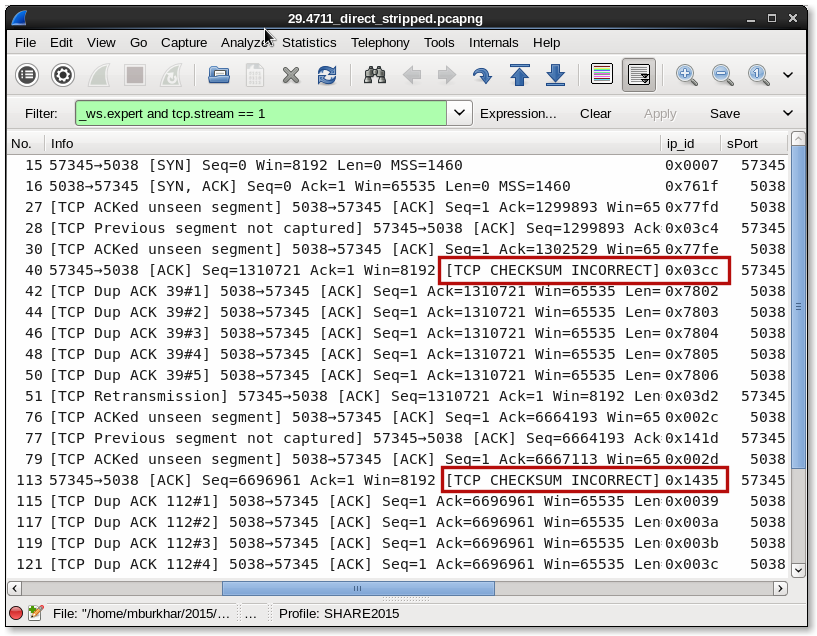 29.4711_direct_stripped.pcapng
File Edit View Go Capture Analyze Statistics Telephony Tools Internals Help
Filter: _ws.expert and tcp.stream == 1 Expression... Clear Apply Save
No. Info ip_id sPort
15 57345→5038 [SYN] Seq=0 Win=8192 Len=0 MSS=1460 0x0007 57345
16 5038→57345 [SYN, ACK] Seq=0 Ack=1 Win=65535 Len=0 MSS=1460 0x761f 5038
27 [TCP ACKed unseen segment] 5038→57345 [ACK] Seq=1 Ack=1299893 Win=65 0x77fd 5038
28 [TCP Previous segment not captured] 57345→5038 [ACK] Seq=1299893 Ack 0x03c4 57345
30 [TCP ACKed unseen segment] 5038→57345 [ACK] Seq=1 Ack=1302529 Win=65 0x77fe 5038
40 57345→5038 [ACK] Seq=1310721 Ack=1 Win=8192 [TCP CHECKSUM INCORRECT] 0x03cc 57345
42 [TCP Dup ACK 39#1] 5038→57345 [ACK] Seq=1 Ack=1310721 Win=65535 Len= 0x7802 5038
44 [TCP Dup ACK 39#2] 5038→57345 [ACK] Seq=1 Ack=1310721 Win=65535 Len= 0x7803 5038
46 [TCP Dup ACK 39#3] 5038→57345 [ACK] Seq=1 Ack=1310721 Win=65535 Len= 0x7804 5038
48 [TCP Dup ACK 39#4] 5038→57345 [ACK] Seq=1 Ack=1310721 Win=65535 Len= 0x7805 5038
50 [TCP Dup ACK 39#5] 5038→57345 [ACK] Seq=1 Ack=1310721 Win=65535 Len= 0x7806 5038
51 [TCP Retransmission] 57345→5038 [ACK] Seq=1310721 Ack=1 Win=8192 Len 0x03d2 57345
76 [TCP ACKed unseen segment] 5038→57345 [ACK] Seq=1 Ack=6664193 Win=65 0x002c 5038
77 [TCP Previous segment not captured] 57345→5038 [ACK] Seq=6664193 Ack 0x141d 57345
79 [TCP ACKed unseen segment] 5038→57345 [ACK] Seq=1 Ack=6667113 Win=65 0x002d 5038
113 57345→5038 [ACK] Seq=6696961 Ack=1 Win=8192 [TCP CHECKSUM INCORRECT] 0x1435 57345
115 [TCP Dup ACK 112#1] 5038→57345 [ACK] Seq=1 Ack=6696961 Win=65535 Len 0x0039 5038
117 [TCP Dup ACK 112#2] 5038→57345 [ACK] Seq=1 Ack=6696961 Win=65535 Len 0x003a 5038
119 [TCP Dup ACK 112#3] 5038→57345 [ACK] Seq=1 Ack=6696961 Win=65535 Len 0x003b 5038
121 [TCP Dup ACK 112#4] 5038→57345 [ACK] Seq=1 Ack=6696961 Win=65535 Len 0x003c 5038
File: "/home/mburkhar/2015/... ... Profile: SHARE2015